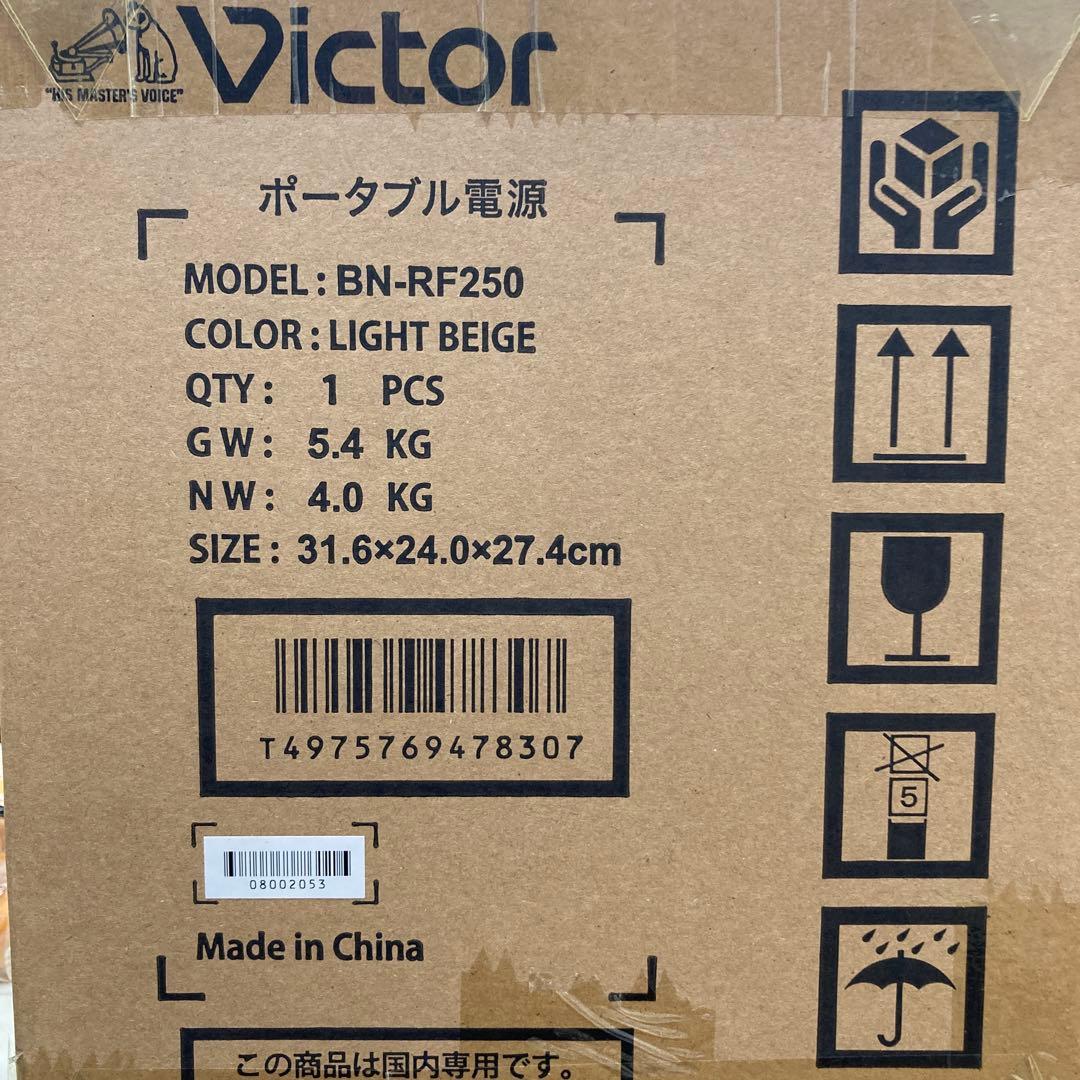 Victor
"HIS MASTER'S VOICE"
ポータブル電源
MODEL : BN-RF250
COLOR : LIGHT BEIGE
QTY : 1 PCS
GW : 5.4 KG
NW : 4.0 KG
SIZE : 31.6×24.0×27.4cm
T4975769478307
5
08002053
Made in China
この商品は国内専用です。